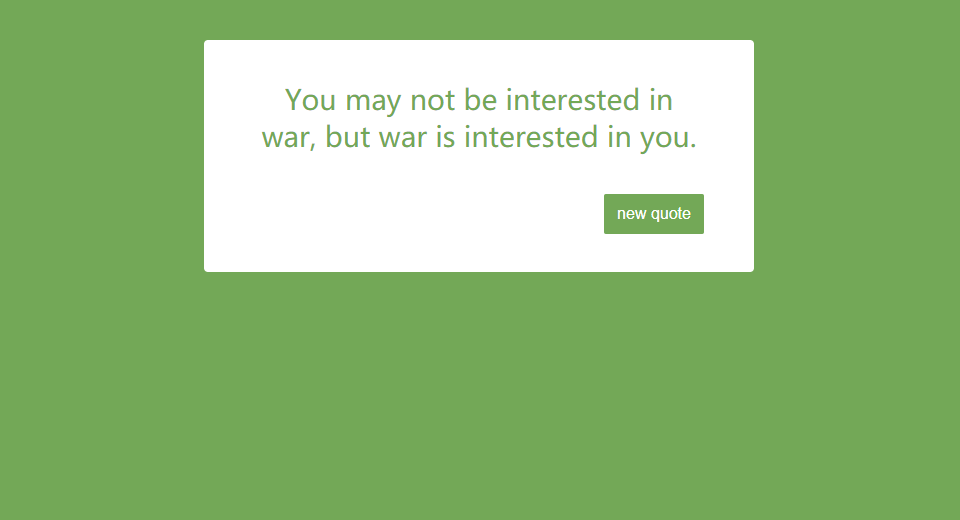 You may not be interested in
war, but war is interested in you.
new quote